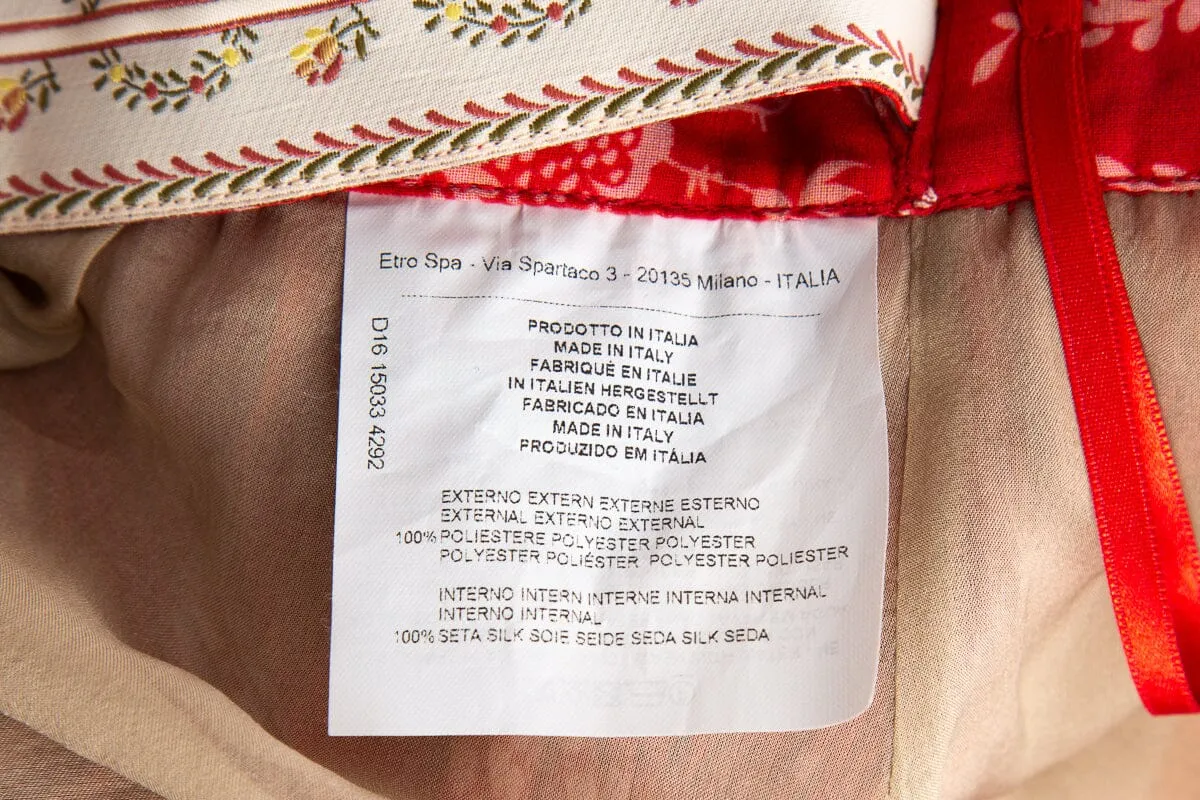 Etro Spa - Via Spartaco 3 - 20135 Milano - ITALIA
D16 15033 4292
PRODOTTO IN ITALIA
MADE IN ITALY
FABRIQUÉ EN ITALIE
IN ITALIEN HERGESTELLT
FABRICADO EN ITALIA
MADE IN ITALY
PRODUZIDO EM ITÁLIA
EXTERNO EXTERN EXTERNE ESTERNO
EXTERNAL EXTERNO EXTERNAL
100% POLIESTERE POLYESTER POLYESTER
POLYESTER POLIÉSTER POLYESTER POLIESTER
INTERNO INTERN INTERNE INTERNA INTERNAL
INTERNO INTERNAL
100% SETA SILK SOIE SEIDE SEDA SILK SEDA